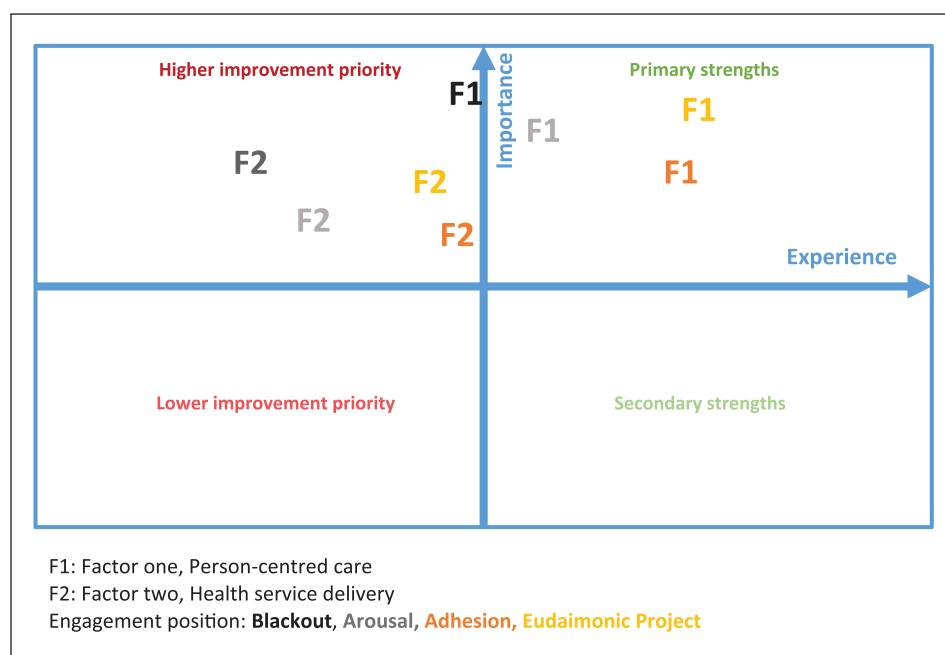 Higher improvement priority
Importance
Primary strengths
F1
F1
F1
F2
F1
F2
F2
F2
Experience
Lower improvement priority
Secondary strengths
F1: Factor one, Person-centred care
F2: Factor two, Health service delivery
Engagement position: Blackout, Arousal, Adhesion, Eudaimonic Project